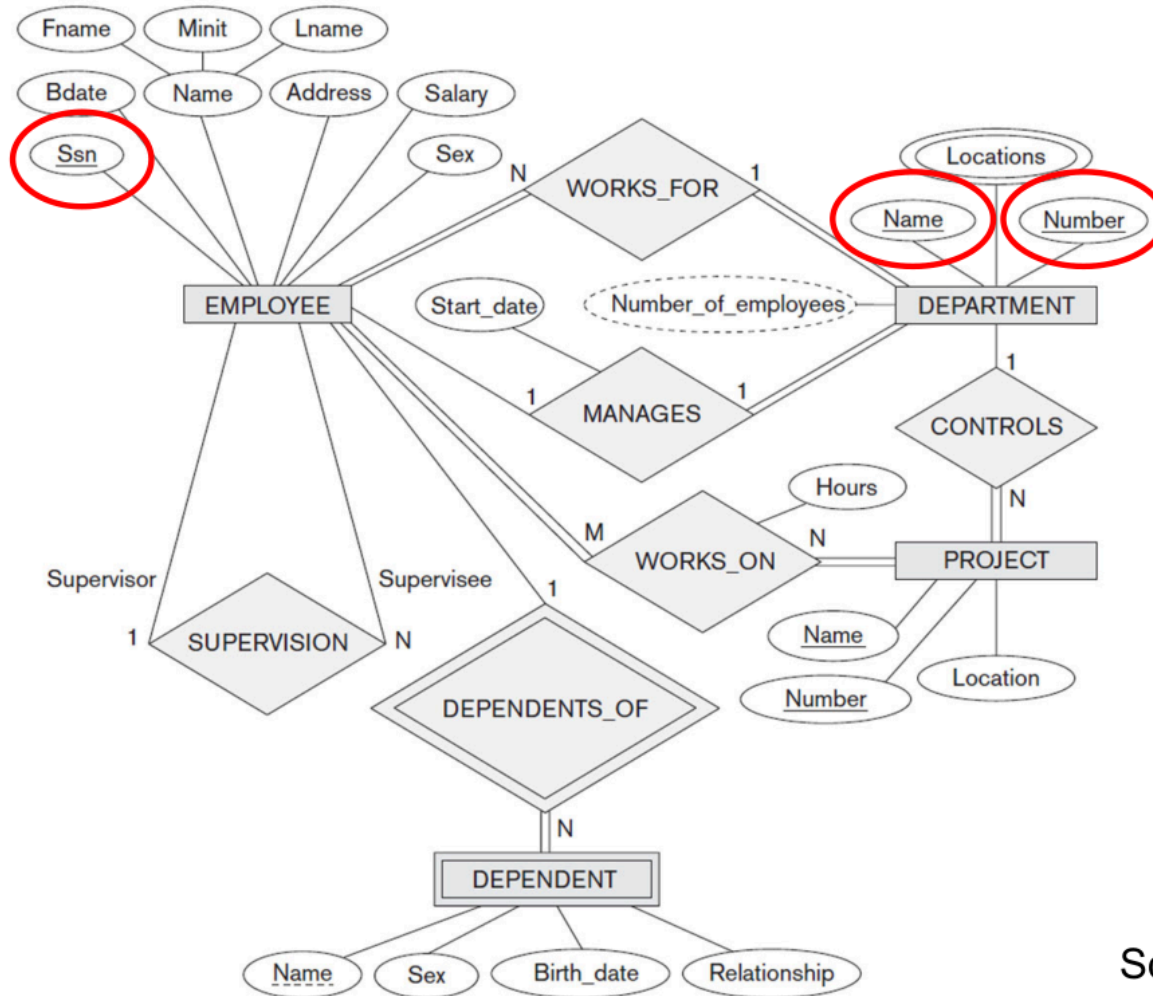 Fname
Minit
Lname
Bdate
Name
Address
Salary
Ssn
Sex
N
WORKS_FOR
1
Locations
Name
Number
EMPLOYEE
Start_date
Number_of_employees
DEPARTMENT
1
MANAGES
1
1
CONTROLS
N
Hours
M
WORKS_ON
N
PROJECT
Supervisor
Supervisee
1
SUPERVISION
N
1
Name
Number
Location
DEPENDENTS_OF
N
DEPENDENT
Name
Sex
Birth_date
Relationship